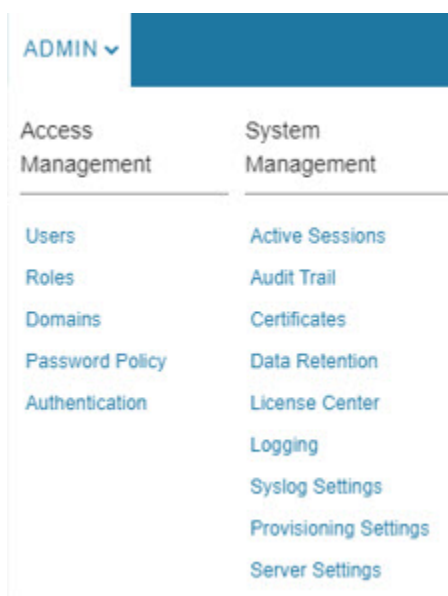 ADMIN
Access
Management
Users
Roles
Domains
Password Policy
Authentication
System
Management
Active Sessions
Audit Trail
Certificates
Data Retention
License Center
Logging
Syslog Settings
Provisioning Settings
Server Settings